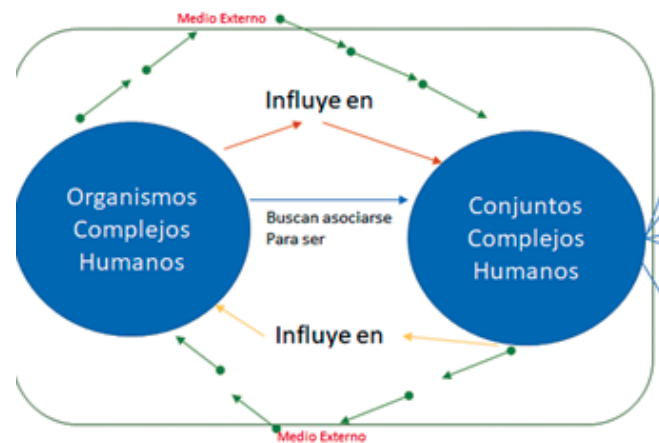 Medio Externo
Influye en
Organismos
Complejos
Humanos
Buscan asociarse
Para ser
Conjuntos
Complejos
Humanos
Influye en
Medio Externo